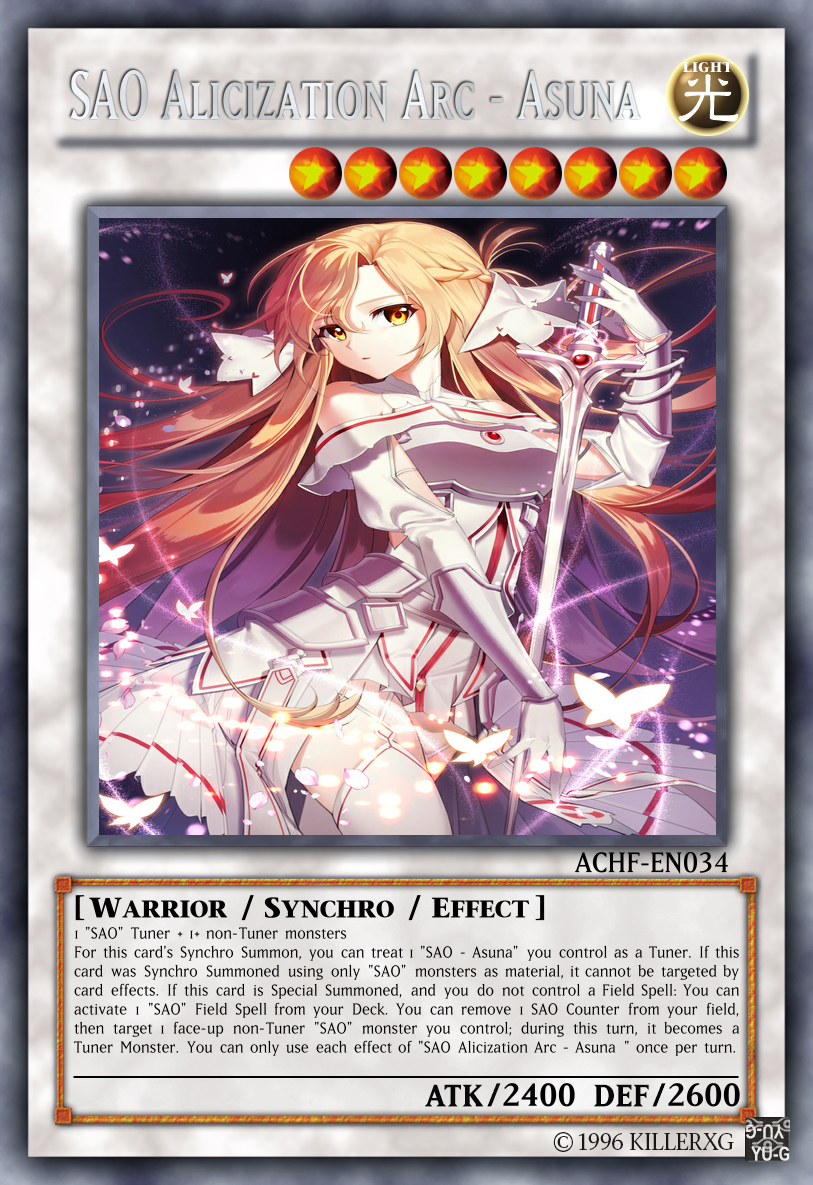 SAO Alicization Arc - Asuna
LIGHT
光
ACHF-EN034
[ Warrior / Synchro / Effect ]
1 "SAO" Tuner + 1+ non-Tuner monsters
For this card's Synchro Summon, you can treat 1 "SAO - Asuna" you control as a Tuner. If this
card was Synchro Summoned using only "SAO" monsters as material, it cannot be targeted by
card effects. If this card is Special Summoned, and you do not control a Field Spell: You can
activate 1 "SAO" Field Spell from your Deck. You can remove 1 SAO Counter from your field,
then target 1 face-up non-Tuner "SAO" monster you control; during this turn, it becomes a
Tuner Monster. You can only use each effect of "SAO Alicization Arc - Asuna " once per turn.
ATK/2400 DEF/2600
© 1996 KILLERXG
YU-G
YU-G